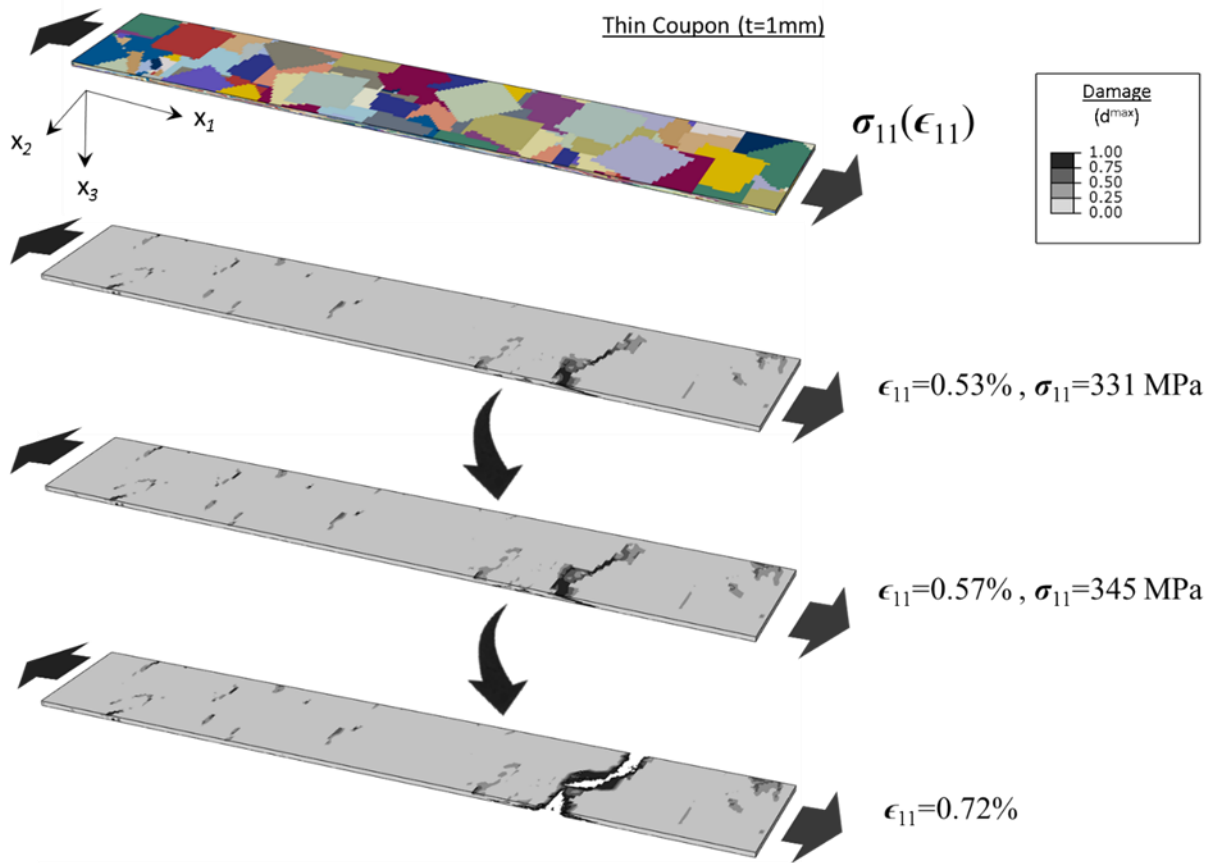 Thin Coupon (t=1mm)
x₁
x₂
x₃
σ₁₁(ϵ₁₁)
Damage
(dᵐᵃˣ)
1.00
0.75
0.50
0.25
0.00
ϵ₁₁=0.53% , σ₁₁=331 MPa
ϵ₁₁=0.57% , σ₁₁=345 MPa
ϵ₁₁=0.72%